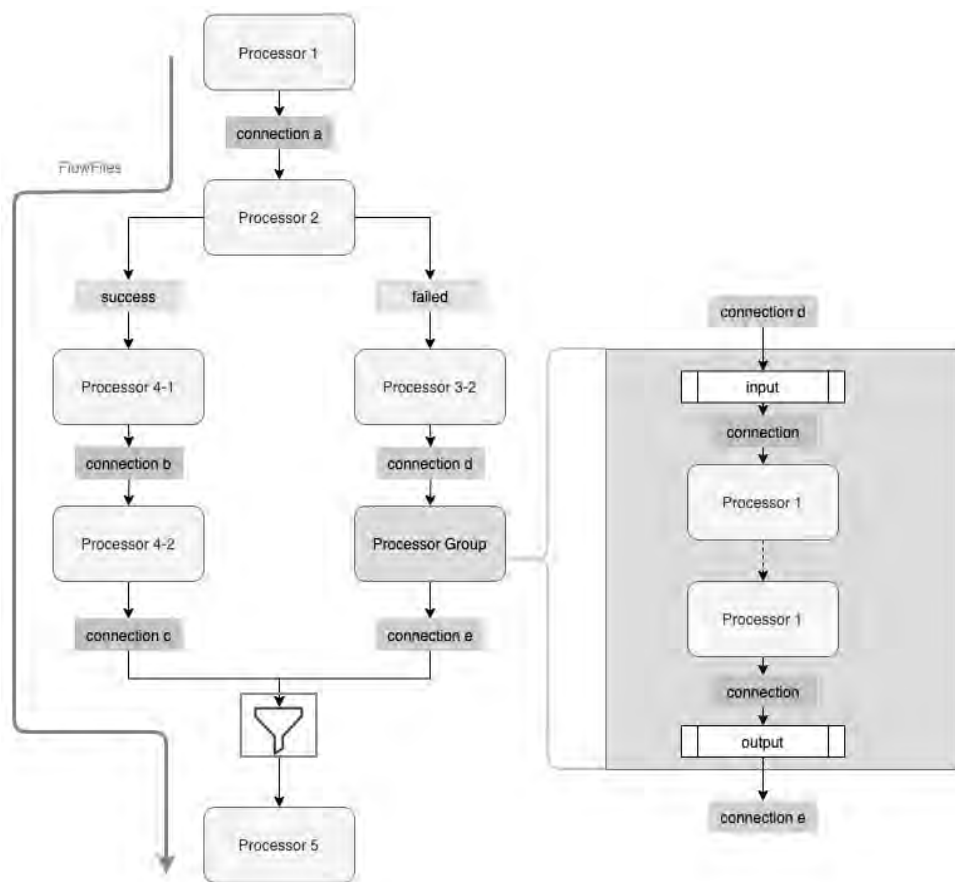 Processor 1
connection a
FlowFiles
Processor 2
success
failed
Processor 4-1
Processor 3-2
connection b
connection d
Processor 4-2
Processor Group
connection c
connection e
Processor 5
connection d
input
connection
Processor 1
Processor 1
connection
output
connection e